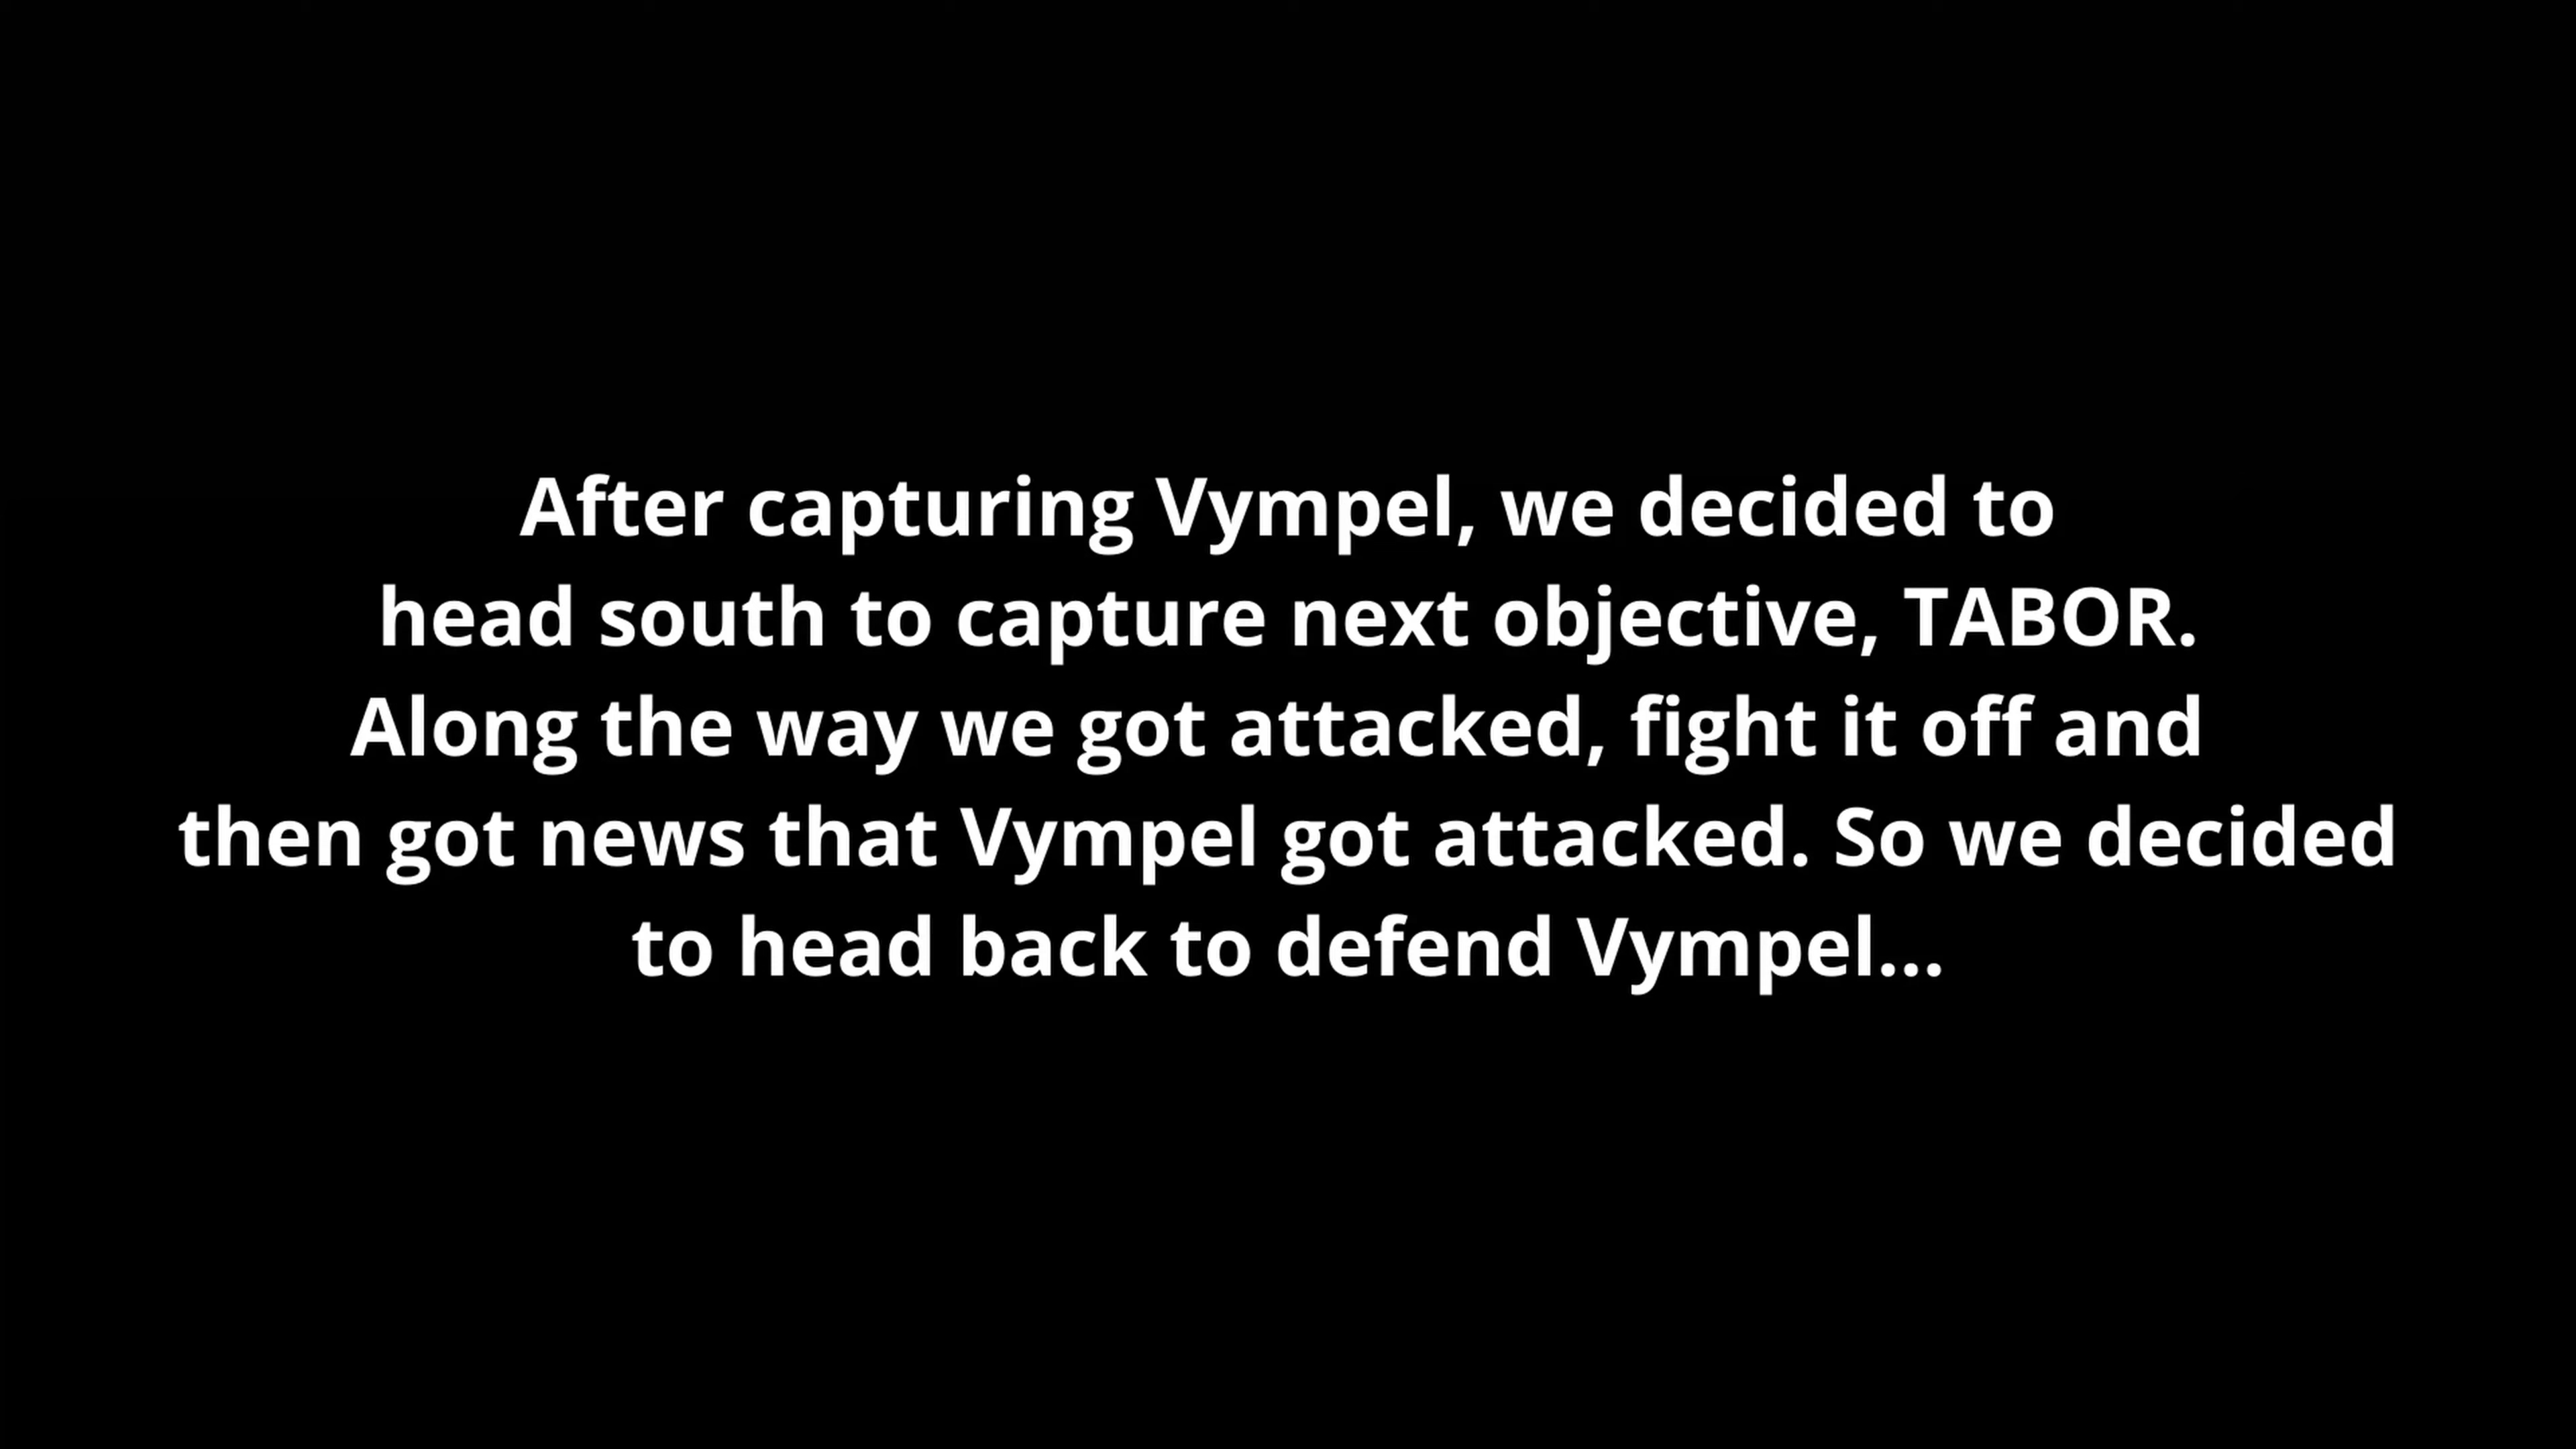 After capturing Vympel, we decided to
head south to capture next objective, TABOR.
Along the way we got attacked, fight it off and
then got news that Vympel got attacked. So we decided
to head back to defend Vympel...